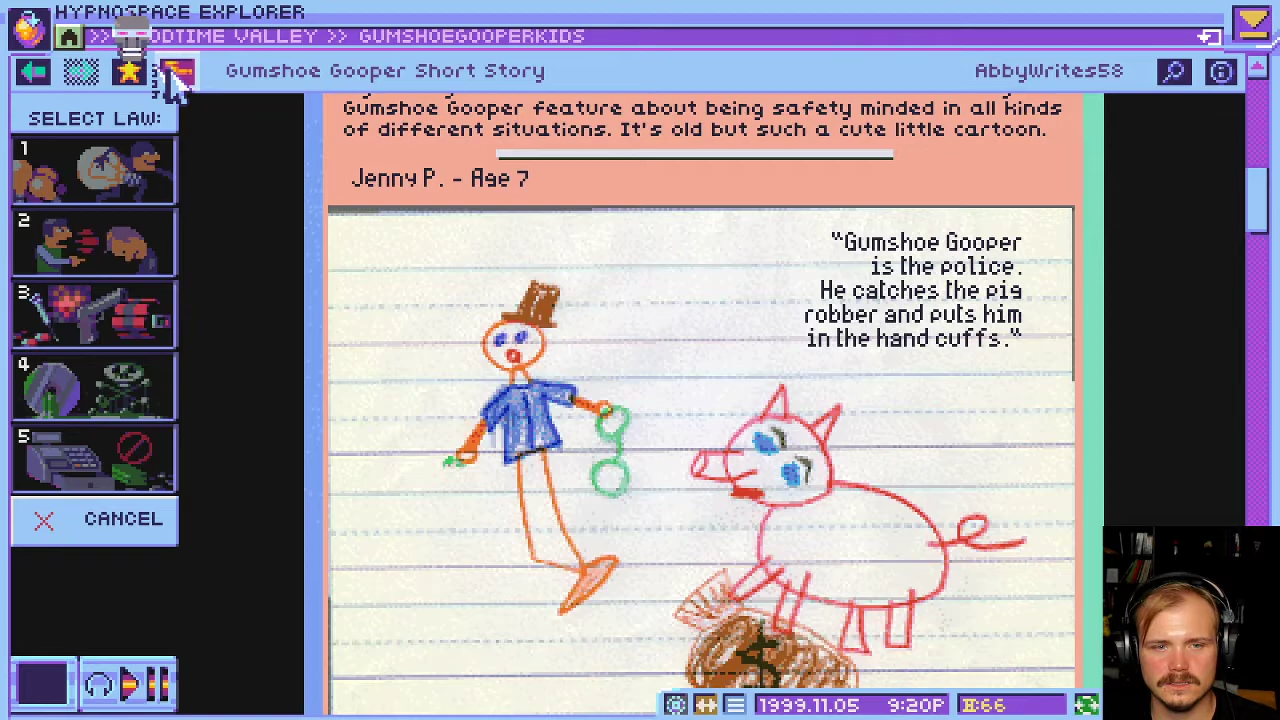 HYPNOSPACE EXPLORER
>> ODTIME VALLEY >> GUMSHOEGOOPERKIDS
Gumshoe Gooper Short Story
AbbyWrites58
SELECT LAW:
1
2
3
4
5
CANCEL
Gumshoe Gooper feature about being safety minded in all kinds
of different situations. It's old but such a cute little cartoon.
Jenny P. - Age 7
"Gumshoe Gooper
is the police.
He catches the pig
robber and puts him
in the hand cuffs."
1999.11.05 9:20P
66